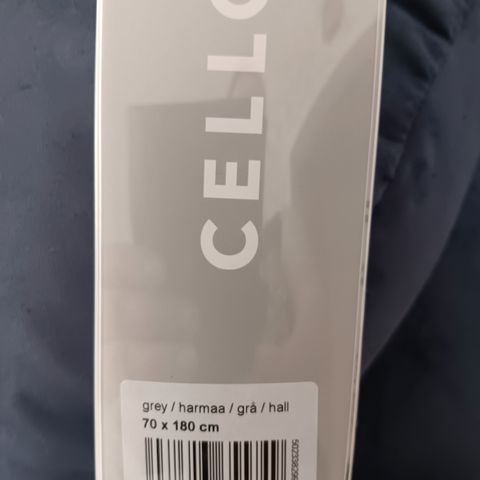 CELLO
grey / harmaa / grå / hall
70 x 180 cm